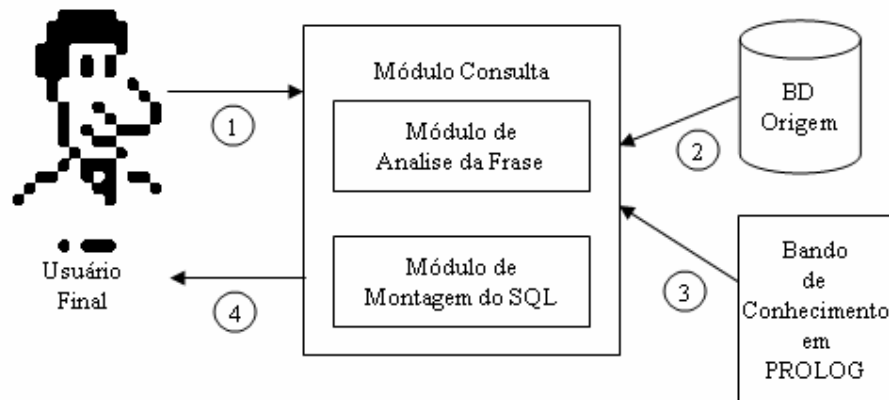 Módulo Consulta
Módulo de
Analise da Frase
Módulo de
Montagem do SQL
1
2
3
4
Usuário
Final
BD
Origem
Bando
de
Conhecimento
em
PROLOG